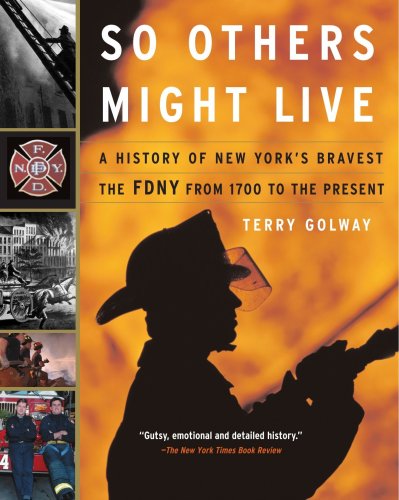 SO OTHERS
MIGHT LIVE
A HISTORY OF NEW YORK'S BRAVEST
THE FDNY FROM 1700 TO THE PRESENT
TERRY GOLWAY
F.
N. Y.
D.
"Gutsy, emotional and detailed history."
—The New York Times Book Review
4